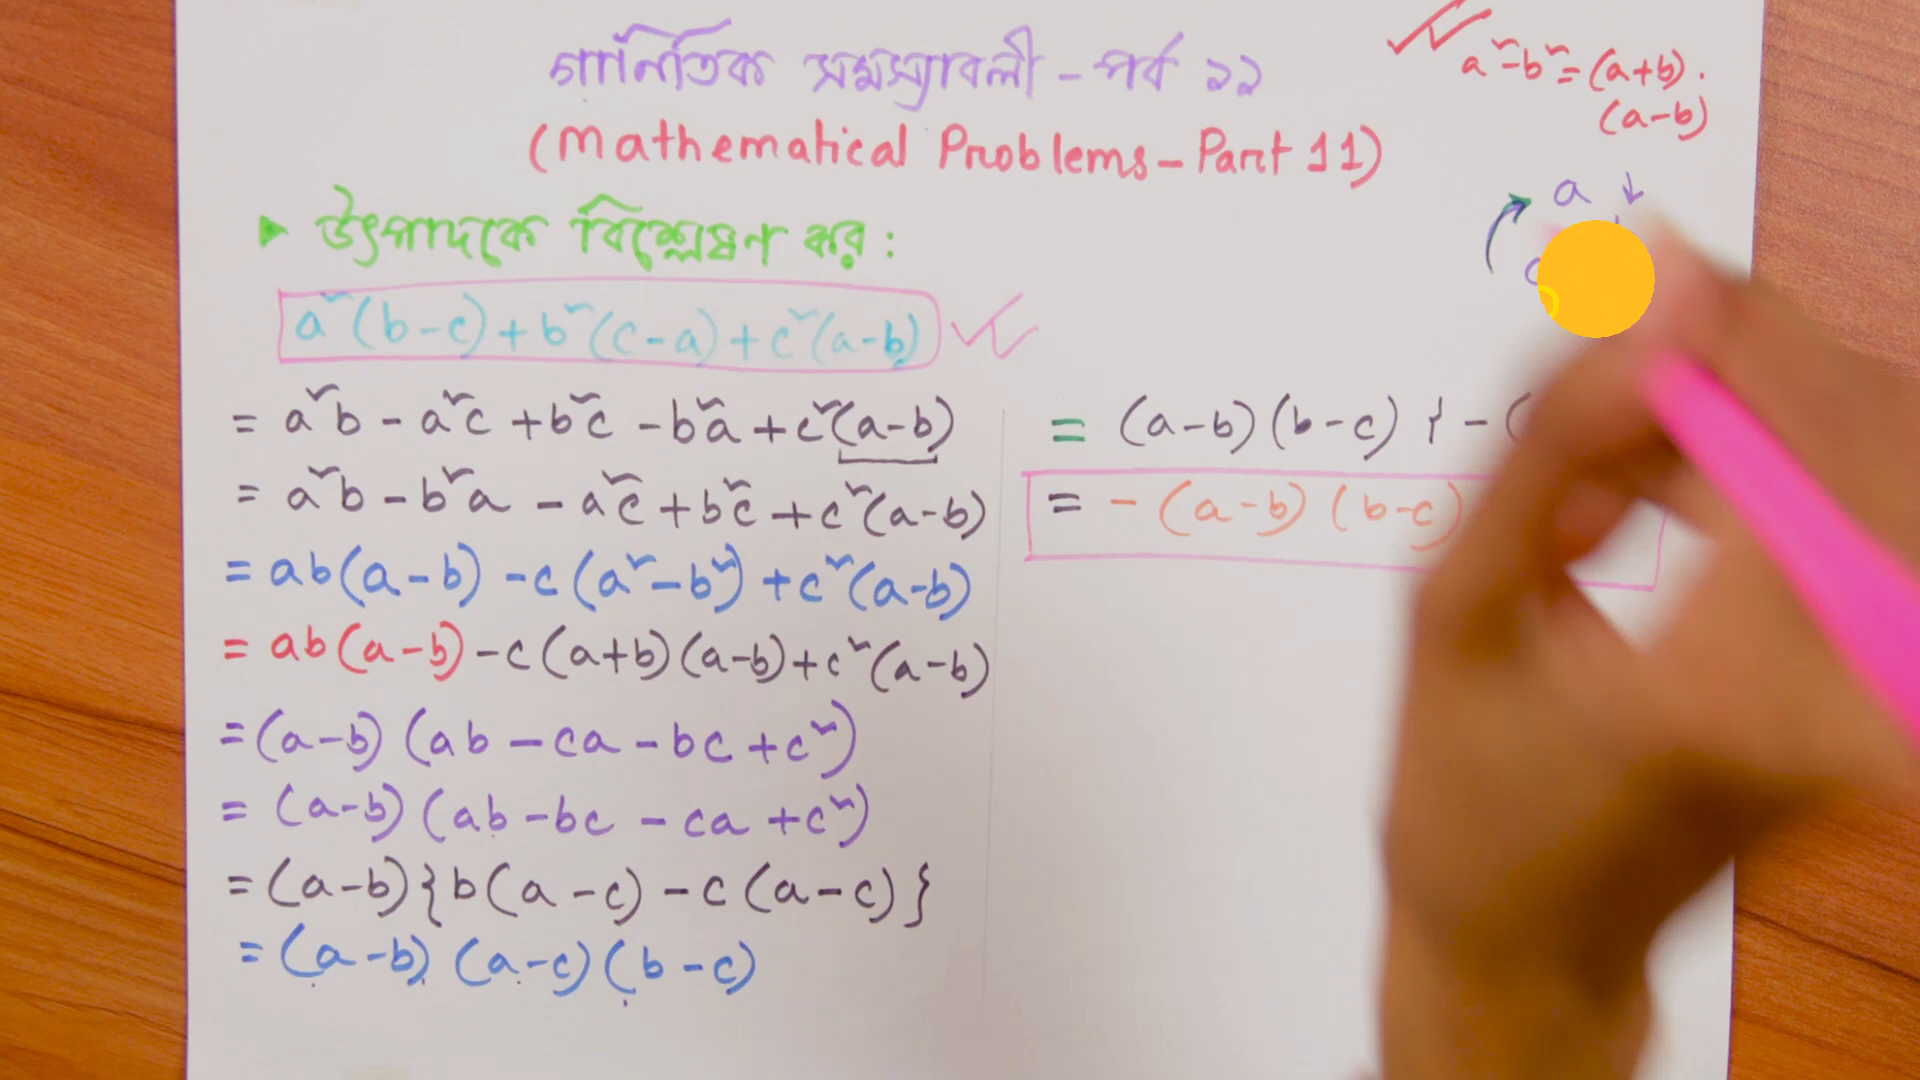 গাণিতিক সমস্যাবলী - পর্ব ১১
(Mathematical Problems - Part 11)
a² - b² = (a+b).
(a-b)
a ↓
▸ উৎপাদকে বিশ্লেষণ কর :
a²(b-c) + b²(c-a) + c²(a-b)
= a²b - a²c + b²c - b²a + c²(a-b)
= a²b - b²a - a²c + b²c + c²(a-b)
= ab(a-b) - c(a²-b²) + c²(a-b)
= ab(a-b) - c(a+b)(a-b) + c²(a-b)
= (a-b)(ab - ca - bc + c²)
= (a-b)(ab - bc - ca + c²)
= (a-b){b(a-c) - c(a-c)}
= (a-b)(a-c)(b-c)
= (a-b)(b-c){-(
= -(a-b)(b-c)